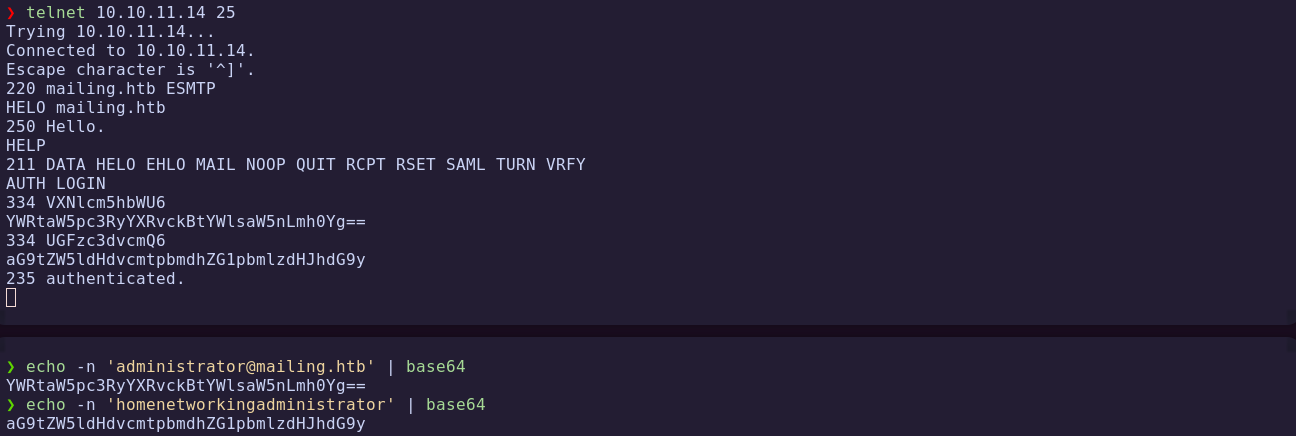 ❯ telnet 10.10.11.14 25
Trying 10.10.11.14...
Connected to 10.10.11.14.
Escape character is '^]'.
220 mailing.htb ESMTP
HELO mailing.htb
250 Hello.
HELP
211 DATA HELO EHLO MAIL NOOP QUIT RCPT RSET SAML TURN VRFY
AUTH LOGIN
334 VXNlcm5hbWU6
YWRtaW5pc3RyYXRvckBtYWlsaW5nLmh0Yg==
334 UGFzc3dvcmQ6
aG9tZW5ldHdvcmtpbmdhZG1pbmlzdHJhdG9y
235 authenticated.
❯ echo -n 'administrator@mailing.htb' | base64
YWRtaW5pc3RyYXRvckBtYWlsaW5nLmh0Yg==
❯ echo -n 'homenetworkingadministrator' | base64
aG9tZW5ldHdvcmtpbmdhZG1pbmlzdHJhdG9y